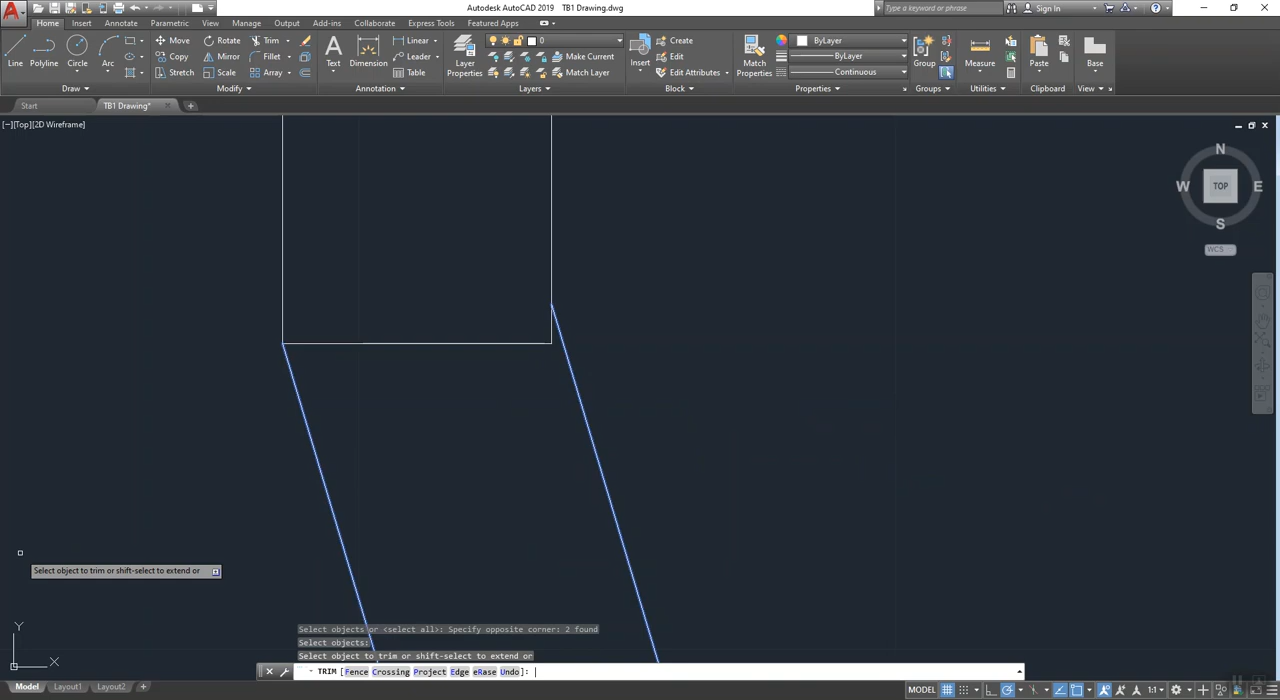 Autodesk AutoCAD 2019 TB1 Drawing.dwg
Type a keyword or phrase
Sign In
Home Insert Annotate Parametric View Manage Output Add-ins Collaborate Express Tools Featured Apps
Line Polyline Circle Arc
Move Rotate Trim
Copy Mirror Fillet
Stretch Scale Array
Text Dimension
Linear
Leader
Table
Layer Properties
0
Make Current
Match Layer
Insert
Create
Edit
Edit Attributes
Match Properties
ByLayer
ByLayer
Continuous
Group
Measure
Paste
Base
Draw Modify Annotation Layers Block Properties Groups Utilities Clipboard View
Start TB1 Drawing*
[−][Top][2D Wireframe]
N
W TOP E
S
WCS
Select object to trim or shift-select to extend or
Y
X
Select objects or <select all>: Specify opposite corner: 2 found
Select objects:
Select object to trim or shift-select to extend or
TRIM [Fence Crossing Project Edge eRase Undo]:
Model Layout1 Layout2
MODEL 1:1